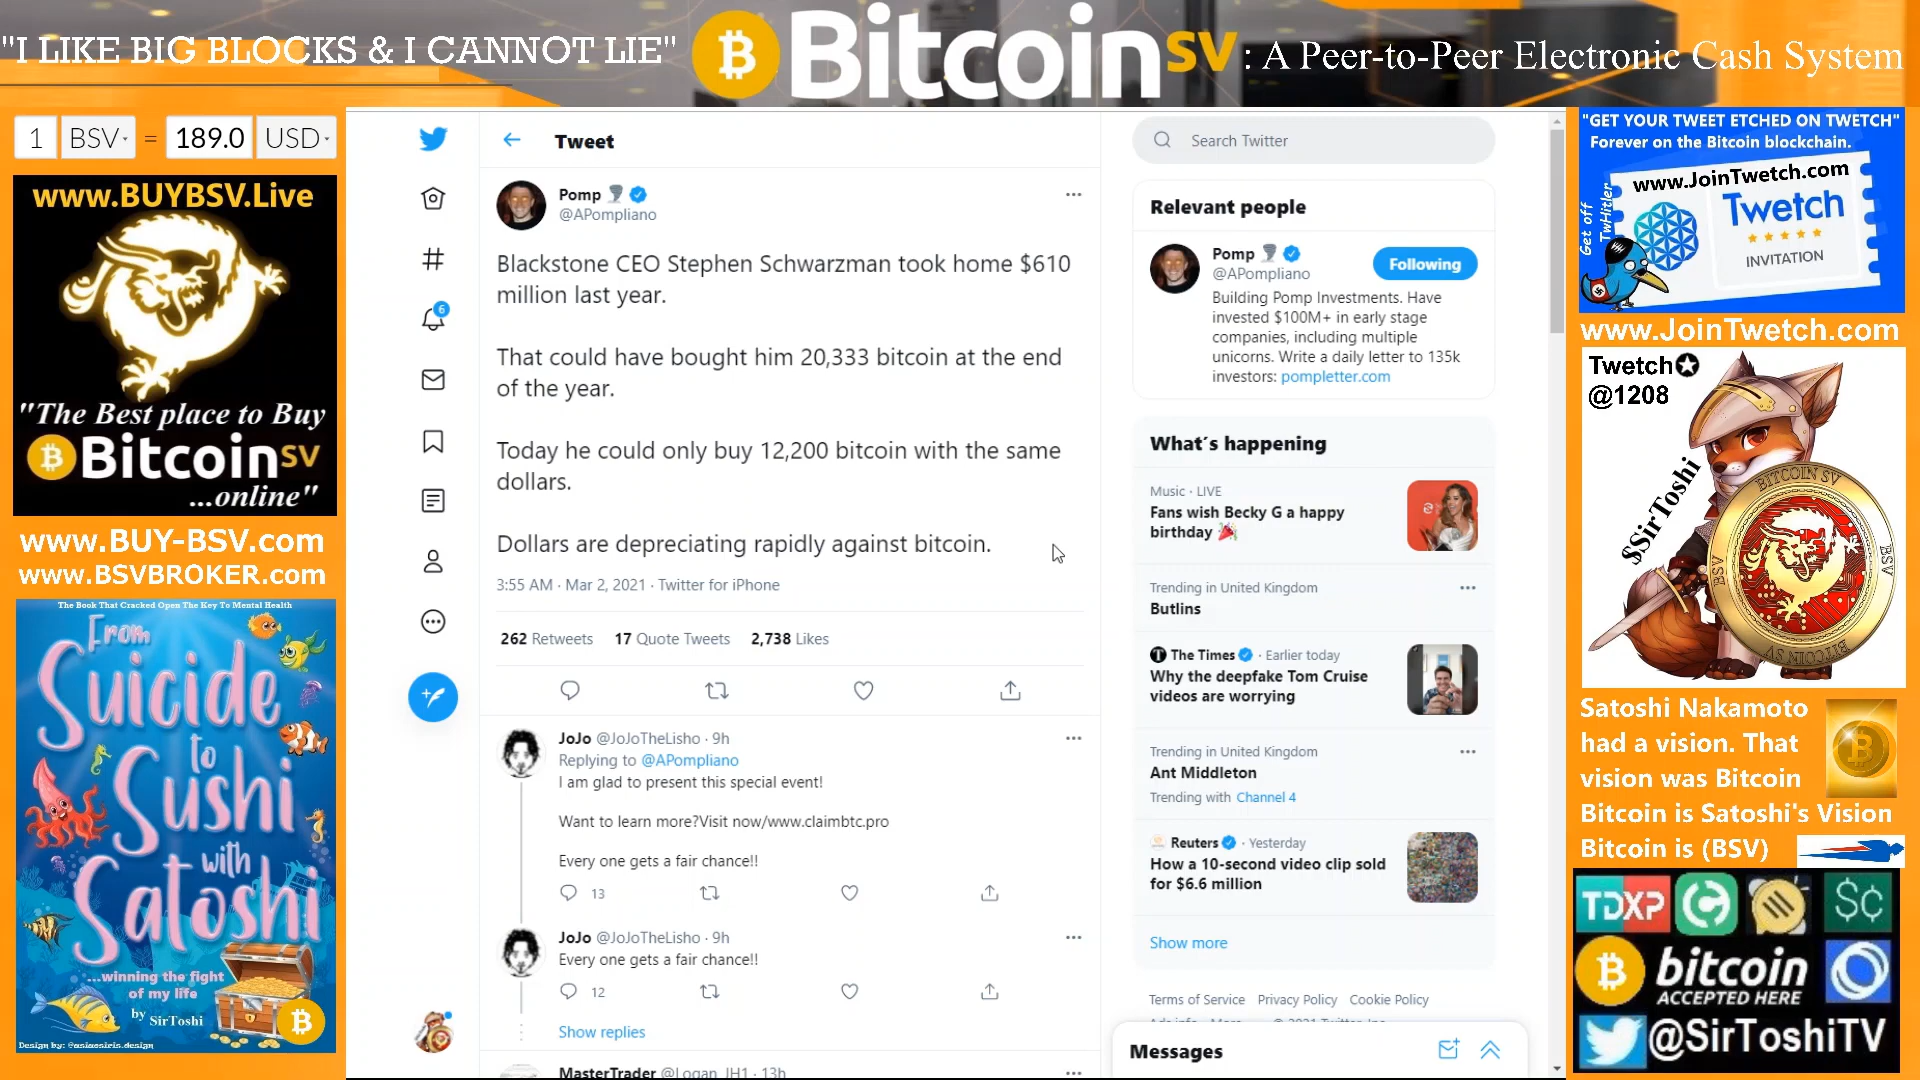 "I LIKE BIG BLOCKS & I CANNOT LIE"
BitcoinSV : A Peer-to-Peer Electronic Cash System
1 BSV = 189.0 USD
www.BUYBSV.Live
"The Best place to Buy
BitcoinSV
...online"
www.BUY-BSV.com
www.BSVBROKER.com
The Book That Cracked Open The Key To Mental Health
From
Suicide
to
Sushi
with
Satoshi
...winning the fight
of my life
by SirToshi
Design by: @asiaosiris.design
Tweet
Pomp
@APompliano
Blackstone CEO Stephen Schwarzman took home $610
million last year.
That could have bought him 20,333 bitcoin at the end
of the year.
Today he could only buy 12,200 bitcoin with the same
dollars.
Dollars are depreciating rapidly against bitcoin.
3:55 AM · Mar 2, 2021 · Twitter for iPhone
262 Retweets 17 Quote Tweets 2,738 Likes
JoJo @JoJoTheLisho · 9h
Replying to @APompliano
I am glad to present this special event!
Want to learn more?Visit now/www.claimbtc.pro
Every one gets a fair chance!!
13
JoJo @JoJoTheLisho · 9h
Every one gets a fair chance!!
12
Show replies
MasterTrader @Logan_JH1 · 13h
6
Search Twitter
Relevant people
Pomp
@APompliano
Following
Building Pomp Investments. Have
invested $100M+ in early stage
companies, including multiple
unicorns. Write a daily letter to 135k
investors: pompletter.com
What's happening
Music · LIVE
Fans wish Becky G a happy
birthday
Trending in United Kingdom
Butlins
The Times · Earlier today
Why the deepfake Tom Cruise
videos are worrying
Trending in United Kingdom
Ant Middleton
Trending with Channel 4
Reuters · Yesterday
How a 10-second video clip sold
for $6.6 million
Show more
Terms of Service Privacy Policy Cookie Policy
Ads info More © 2021 Twitter, Inc.
Messages
"GET YOUR TWEET ETCHED ON TWETCH"
Forever on the Bitcoin blockchain.
www.JoinTwetch.com
Twetch
INVITATION
Get off
TwHitler
www.JoinTwetch.com
Twetch
@1208
$SirToshi
BITCOIN SV
BSV
BSV
BITCOIN SV
Satoshi Nakamoto
had a vision. That
vision was Bitcoin
Bitcoin is Satoshi's Vision
Bitcoin is (BSV)
TDXP
bitcoin
ACCEPTED HERE
@SirToshiTV